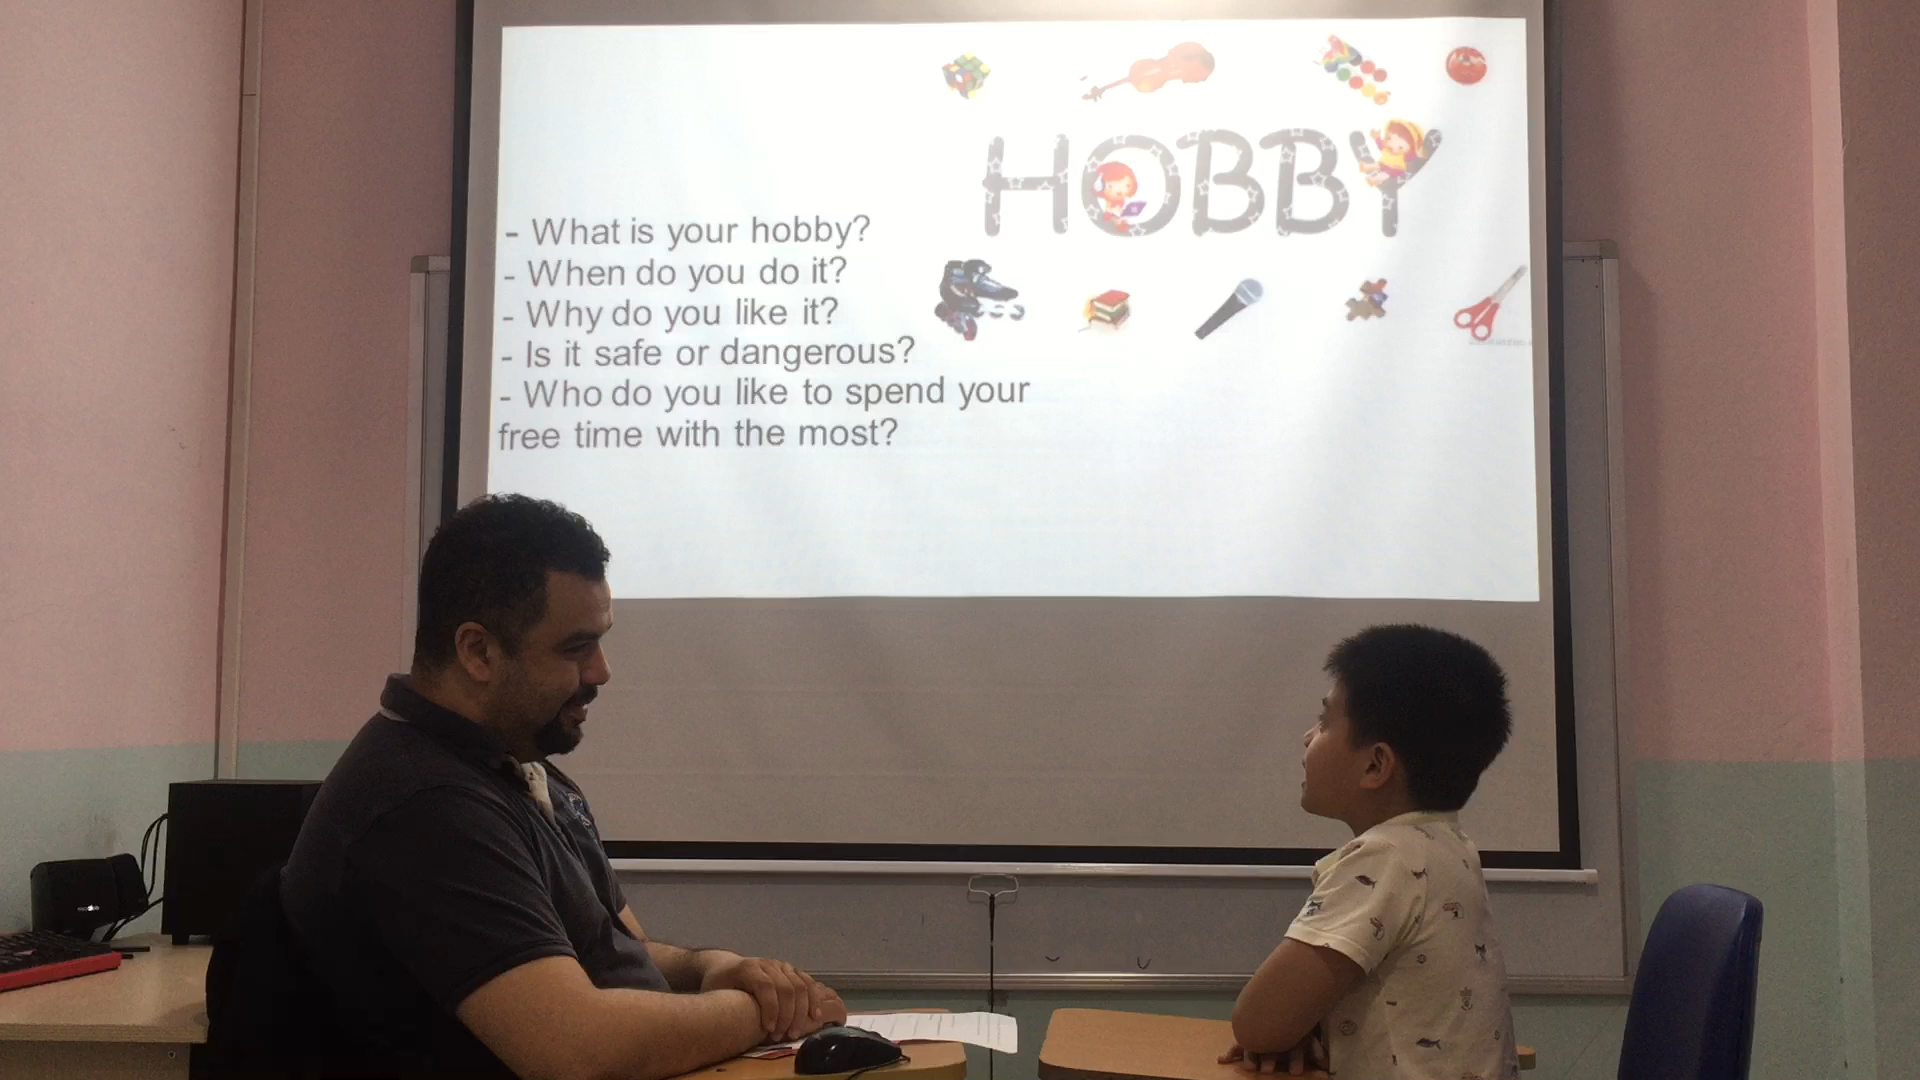 HOBBY
- What is your hobby?
- When do you do it?
- Why do you like it?
- Is it safe or dangerous?
- Who do you like to spend your
free time with the most?